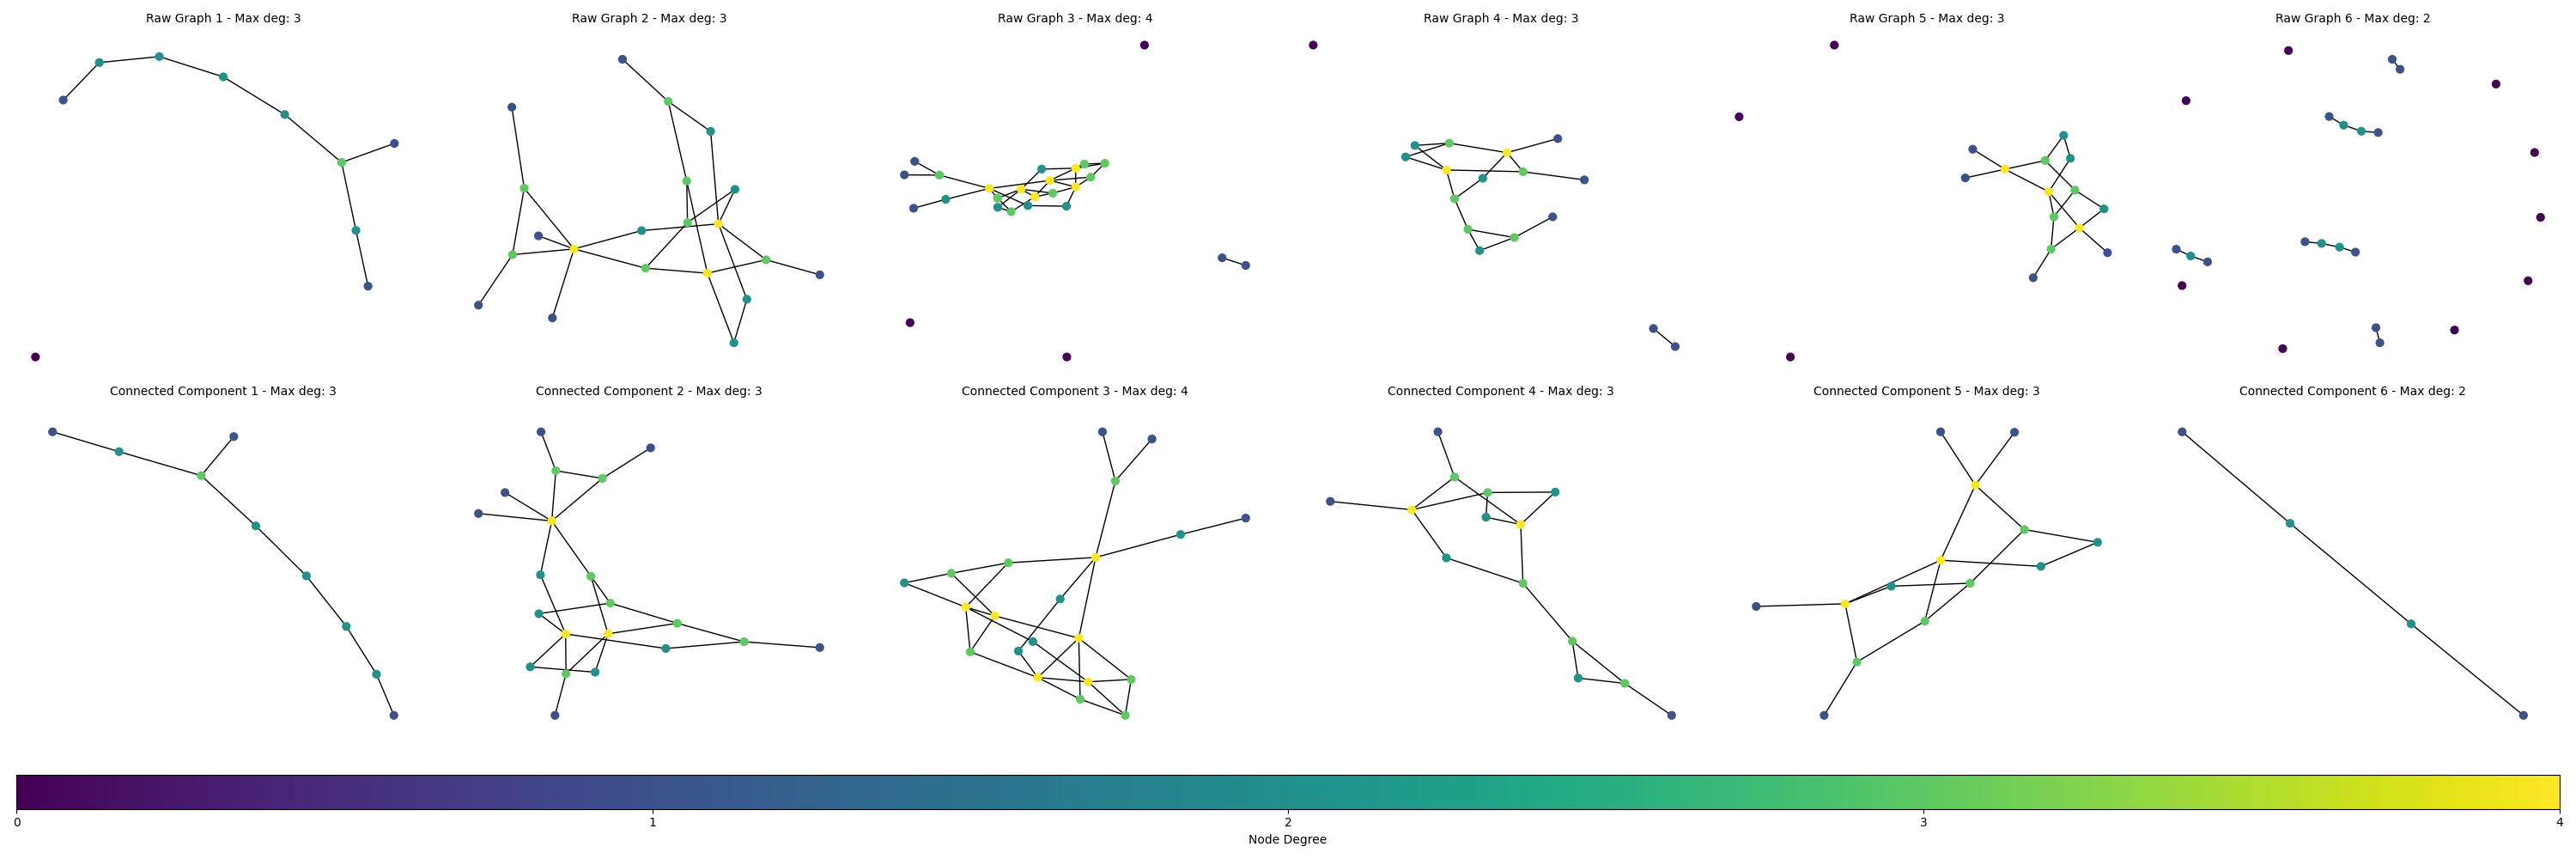 Raw Graph 1 - Max deg: 3
Raw Graph 2 - Max deg: 3
Raw Graph 3 - Max deg: 4
Raw Graph 4 - Max deg: 3
Raw Graph 5 - Max deg: 3
Raw Graph 6 - Max deg: 2
Connected Component 1 - Max deg: 3
Connected Component 2 - Max deg: 3
Connected Component 3 - Max deg: 4
Connected Component 4 - Max deg: 3
Connected Component 5 - Max deg: 3
Connected Component 6 - Max deg: 2
0 1 2 3 4
Node Degree